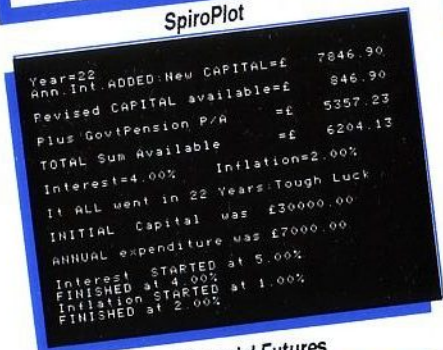 SpiroPlot
Year=22
Ann.Int.ADDED:New CAPITAL=£ 7846.90
Revised CAPITAL available=£ 846.90
Plus GovtPension P/A =£ 5357.23
TOTAL Sum Available =£ 6204.13
Interest=4.00% Inflation=2.00%
It ALL went in 22 Years:Tough Luck
INITIAL Capital was £30000.00
ANNUAL expenditure was £7000.00
Interest STARTED at 5.00%
FINISHED at 4.00%
Inflation STARTED at 1.00%
FINISHED at 2.00%
Futures